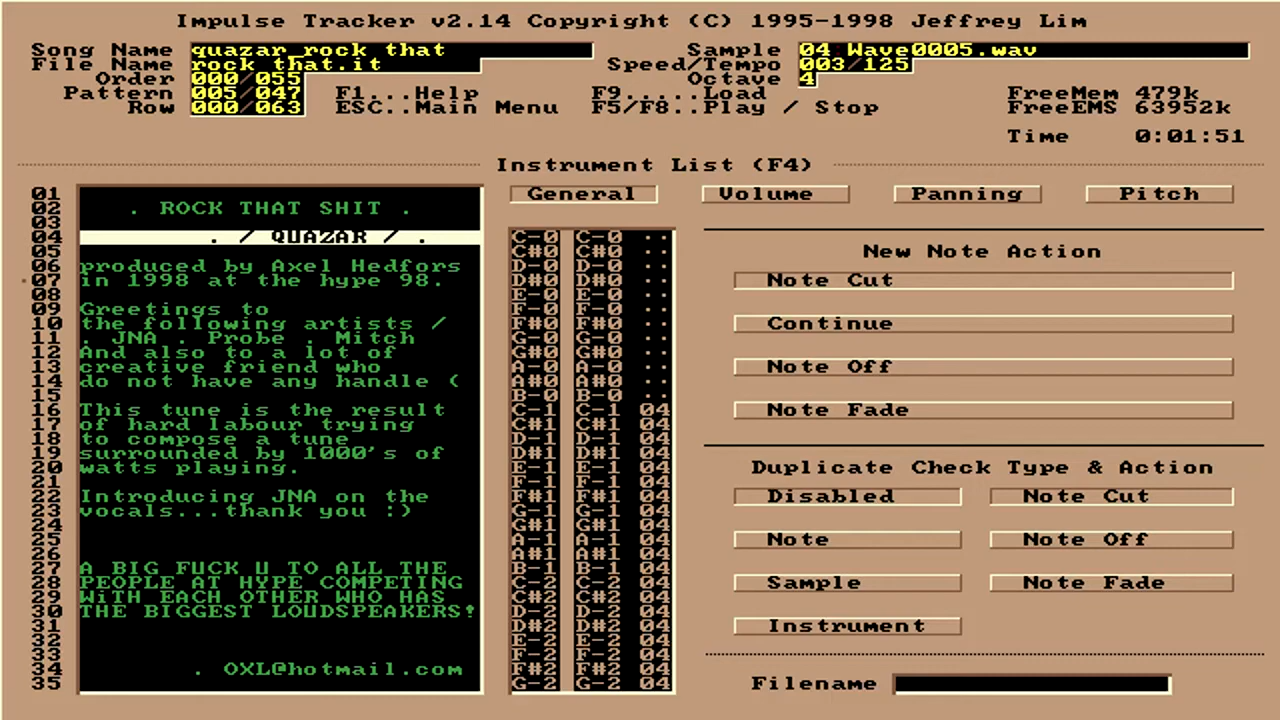 Impulse Tracker v2.14 Copyright (C) 1995-1998 Jeffrey Lim
Song Name quazar rock that
File Name rock that.it
Order 000/055
Pattern 005/047
Row 000/063
F1...Help
ESC..Main Menu
Sample 04 Wave0005.wav
Speed/Tempo 003/125
Octave 4
F9.....Load
F5/F8..Play / Stop
FreeMem 479k
FreeEMS 63952k
Time 0:01:51
Instrument List (F4)
01
02 . ROCK THAT SHIT .
03
04 . / QUAZAR / .
05
06 produced by Axel Hedfors
07 in 1998 at the hype 98.
08
09 Greetings to
10 the following artists /
11 . JNA . Probe . Mitch
12 And also to a lot of
13 creative friend who
14 do not have any handle (
15
16 This tune is the result
17 of hard labour trying
18 to compose a tune
19 surrounded by 1000's of
20 watts playing.
21
22 Introducing JNA on the
23 vocals...thank you :)
24
25
26
27 A BIG FUCK U TO ALL THE
28 PEOPLE AT HYPE COMPETING
29 WiTH EACH OTHER WHO HAS
30 THE BIGGEST LOUDSPEAKERS!
31
32
33
34 . OXL@hotmail.com
35
General Volume Panning Pitch
C-0 C-0 ..
C#0 C#0 ..
D-0 D-0 ..
D#0 D#0 ..
E-0 E-0 ..
F-0 F-0 ..
F#0 F#0 ..
G-0 G-0 ..
G#0 G#0 ..
A-0 A-0 ..
A#0 A#0 ..
B-0 B-0 ..
C-1 C-1 04
C#1 C#1 04
D-1 D-1 04
D#1 D#1 04
E-1 E-1 04
F-1 F-1 04
F#1 F#1 04
G-1 G-1 04
G#1 G#1 04
A-1 A-1 04
A#1 A#1 04
B-1 B-1 04
C-2 C-2 04
C#2 C#2 04
D-2 D-2 04
D#2 D#2 04
E-2 E-2 04
F-2 F-2 04
F#2 F#2 04
G-2 G-2 04
New Note Action
Note Cut
Continue
Note Off
Note Fade
Duplicate Check Type & Action
Disabled Note Cut
Note Note Off
Sample Note Fade
Instrument
Filename